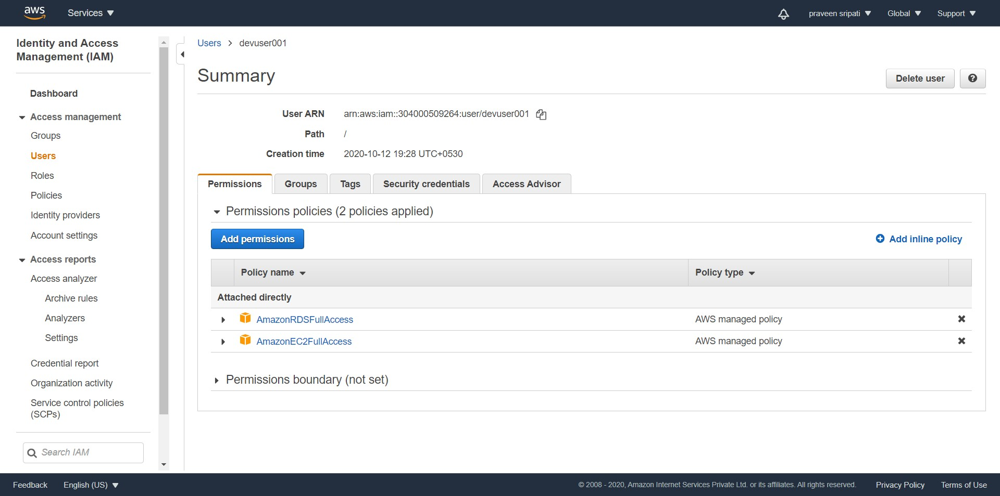 aws
Services
praveen sripati
Global
Support
Identity and Access
Management (IAM)
Dashboard
Access management
Groups
Users
Roles
Policies
Identity providers
Account settings
Access reports
Access analyzer
Archive rules
Analyzers
Settings
Credential report
Organization activity
Service control policies
(SCPs)
Search IAM
Users > devuser001
Summary
Delete user
User ARN arn:aws:iam::304000509264:user/devuser001
Path /
Creation time 2020-10-12 19:28 UTC+0530
Permissions Groups Tags Security credentials Access Advisor
Permissions policies (2 policies applied)
Add permissions
Add inline policy
Policy name Policy type
Attached directly
AmazonRDSFullAccess AWS managed policy
AmazonEC2FullAccess AWS managed policy
Permissions boundary (not set)
Feedback English (US) © 2008 - 2020, Amazon Internet Services Private Ltd. or its affiliates. All rights reserved. Privacy Policy Terms of Use